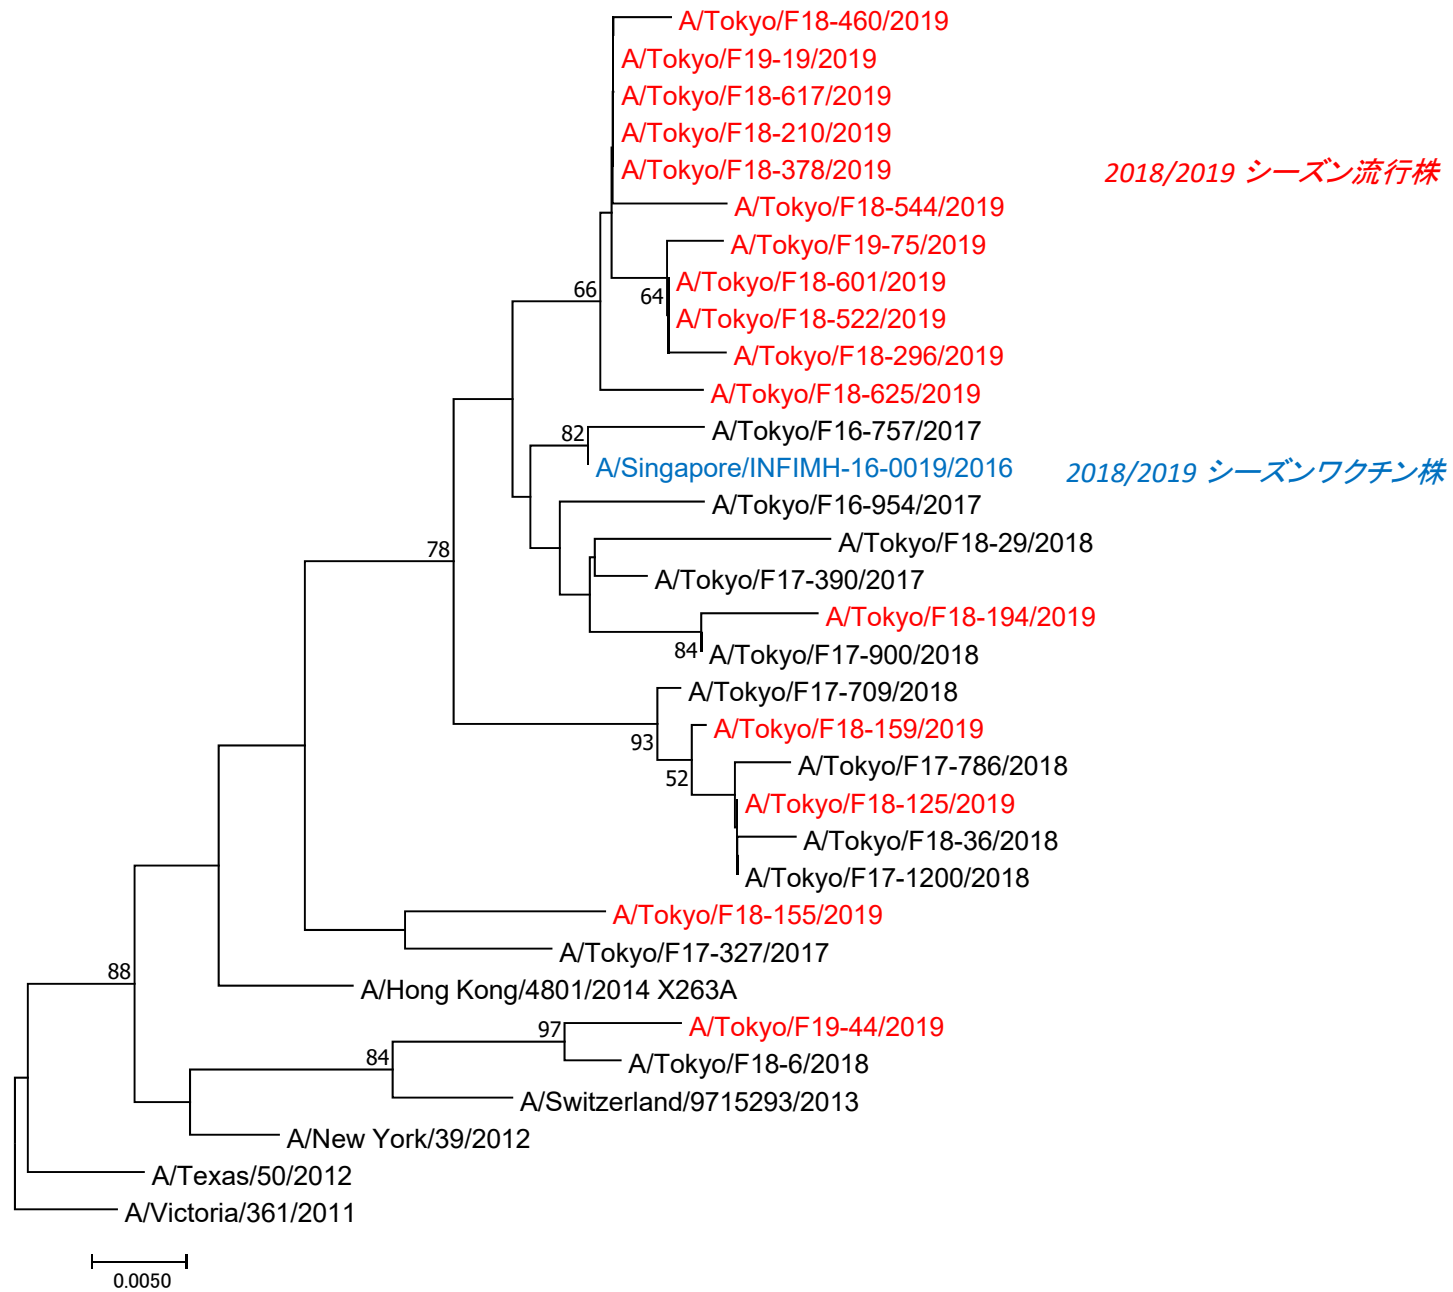 A/Tokyo/F18-460/2019
A/Tokyo/F19-19/2019
A/Tokyo/F18-617/2019
A/Tokyo/F18-210/2019
A/Tokyo/F18-378/2019
2018/2019 シーズン流行株
A/Tokyo/F18-544/2019
A/Tokyo/F19-75/2019
A/Tokyo/F18-601/2019
66
64
A/Tokyo/F18-522/2019
A/Tokyo/F18-296/2019
A/Tokyo/F18-625/2019
A/Tokyo/F16-757/2017
82
A/Singapore/INFIMH-16-0019/2016
2018/2019 シーズンワクチン株
A/Tokyo/F16-954/2017
A/Tokyo/F18-29/2018
78
A/Tokyo/F17-390/2017
A/Tokyo/F18-194/2019
84
A/Tokyo/F17-900/2018
A/Tokyo/F17-709/2018
A/Tokyo/F18-159/2019
93
A/Tokyo/F17-786/2018
52
A/Tokyo/F18-125/2019
A/Tokyo/F18-36/2018
A/Tokyo/F17-1200/2018
A/Tokyo/F18-155/2019
A/Tokyo/F17-327/2017
88
A/Hong Kong/4801/2014 X263A
A/Tokyo/F19-44/2019
97
84
A/Tokyo/F18-6/2018
A/Switzerland/9715293/2013
A/New York/39/2012
A/Texas/50/2012
A/Victoria/361/2011
0.0050